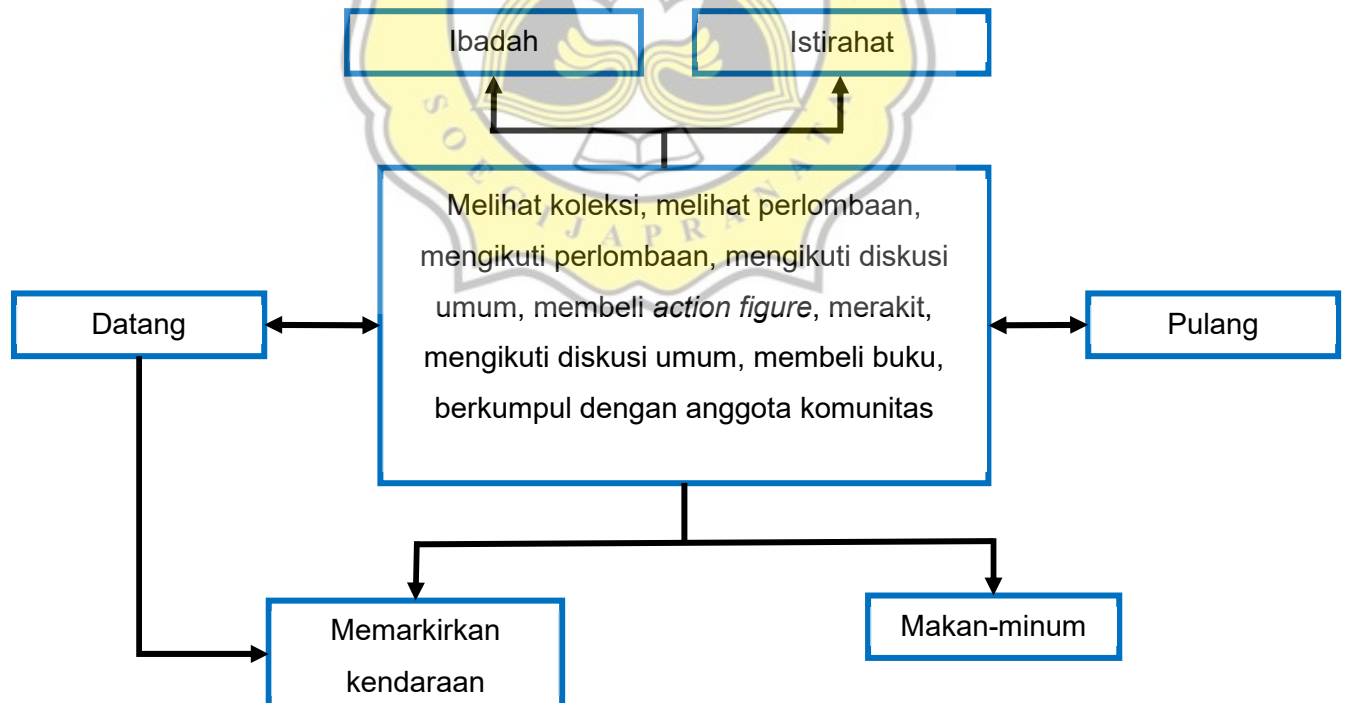 Ibadah
Istirahat
SOEGIJAPRANATA
Melihat koleksi, melihat perlombaan,
mengikuti perlombaan, mengikuti diskusi
umum, membeli action figure, merakit,
mengikuti diskusi umum, membeli buku,
berkumpul dengan anggota komunitas
Datang
Pulang
Memarkirkan
kendaraan
Makan-minum